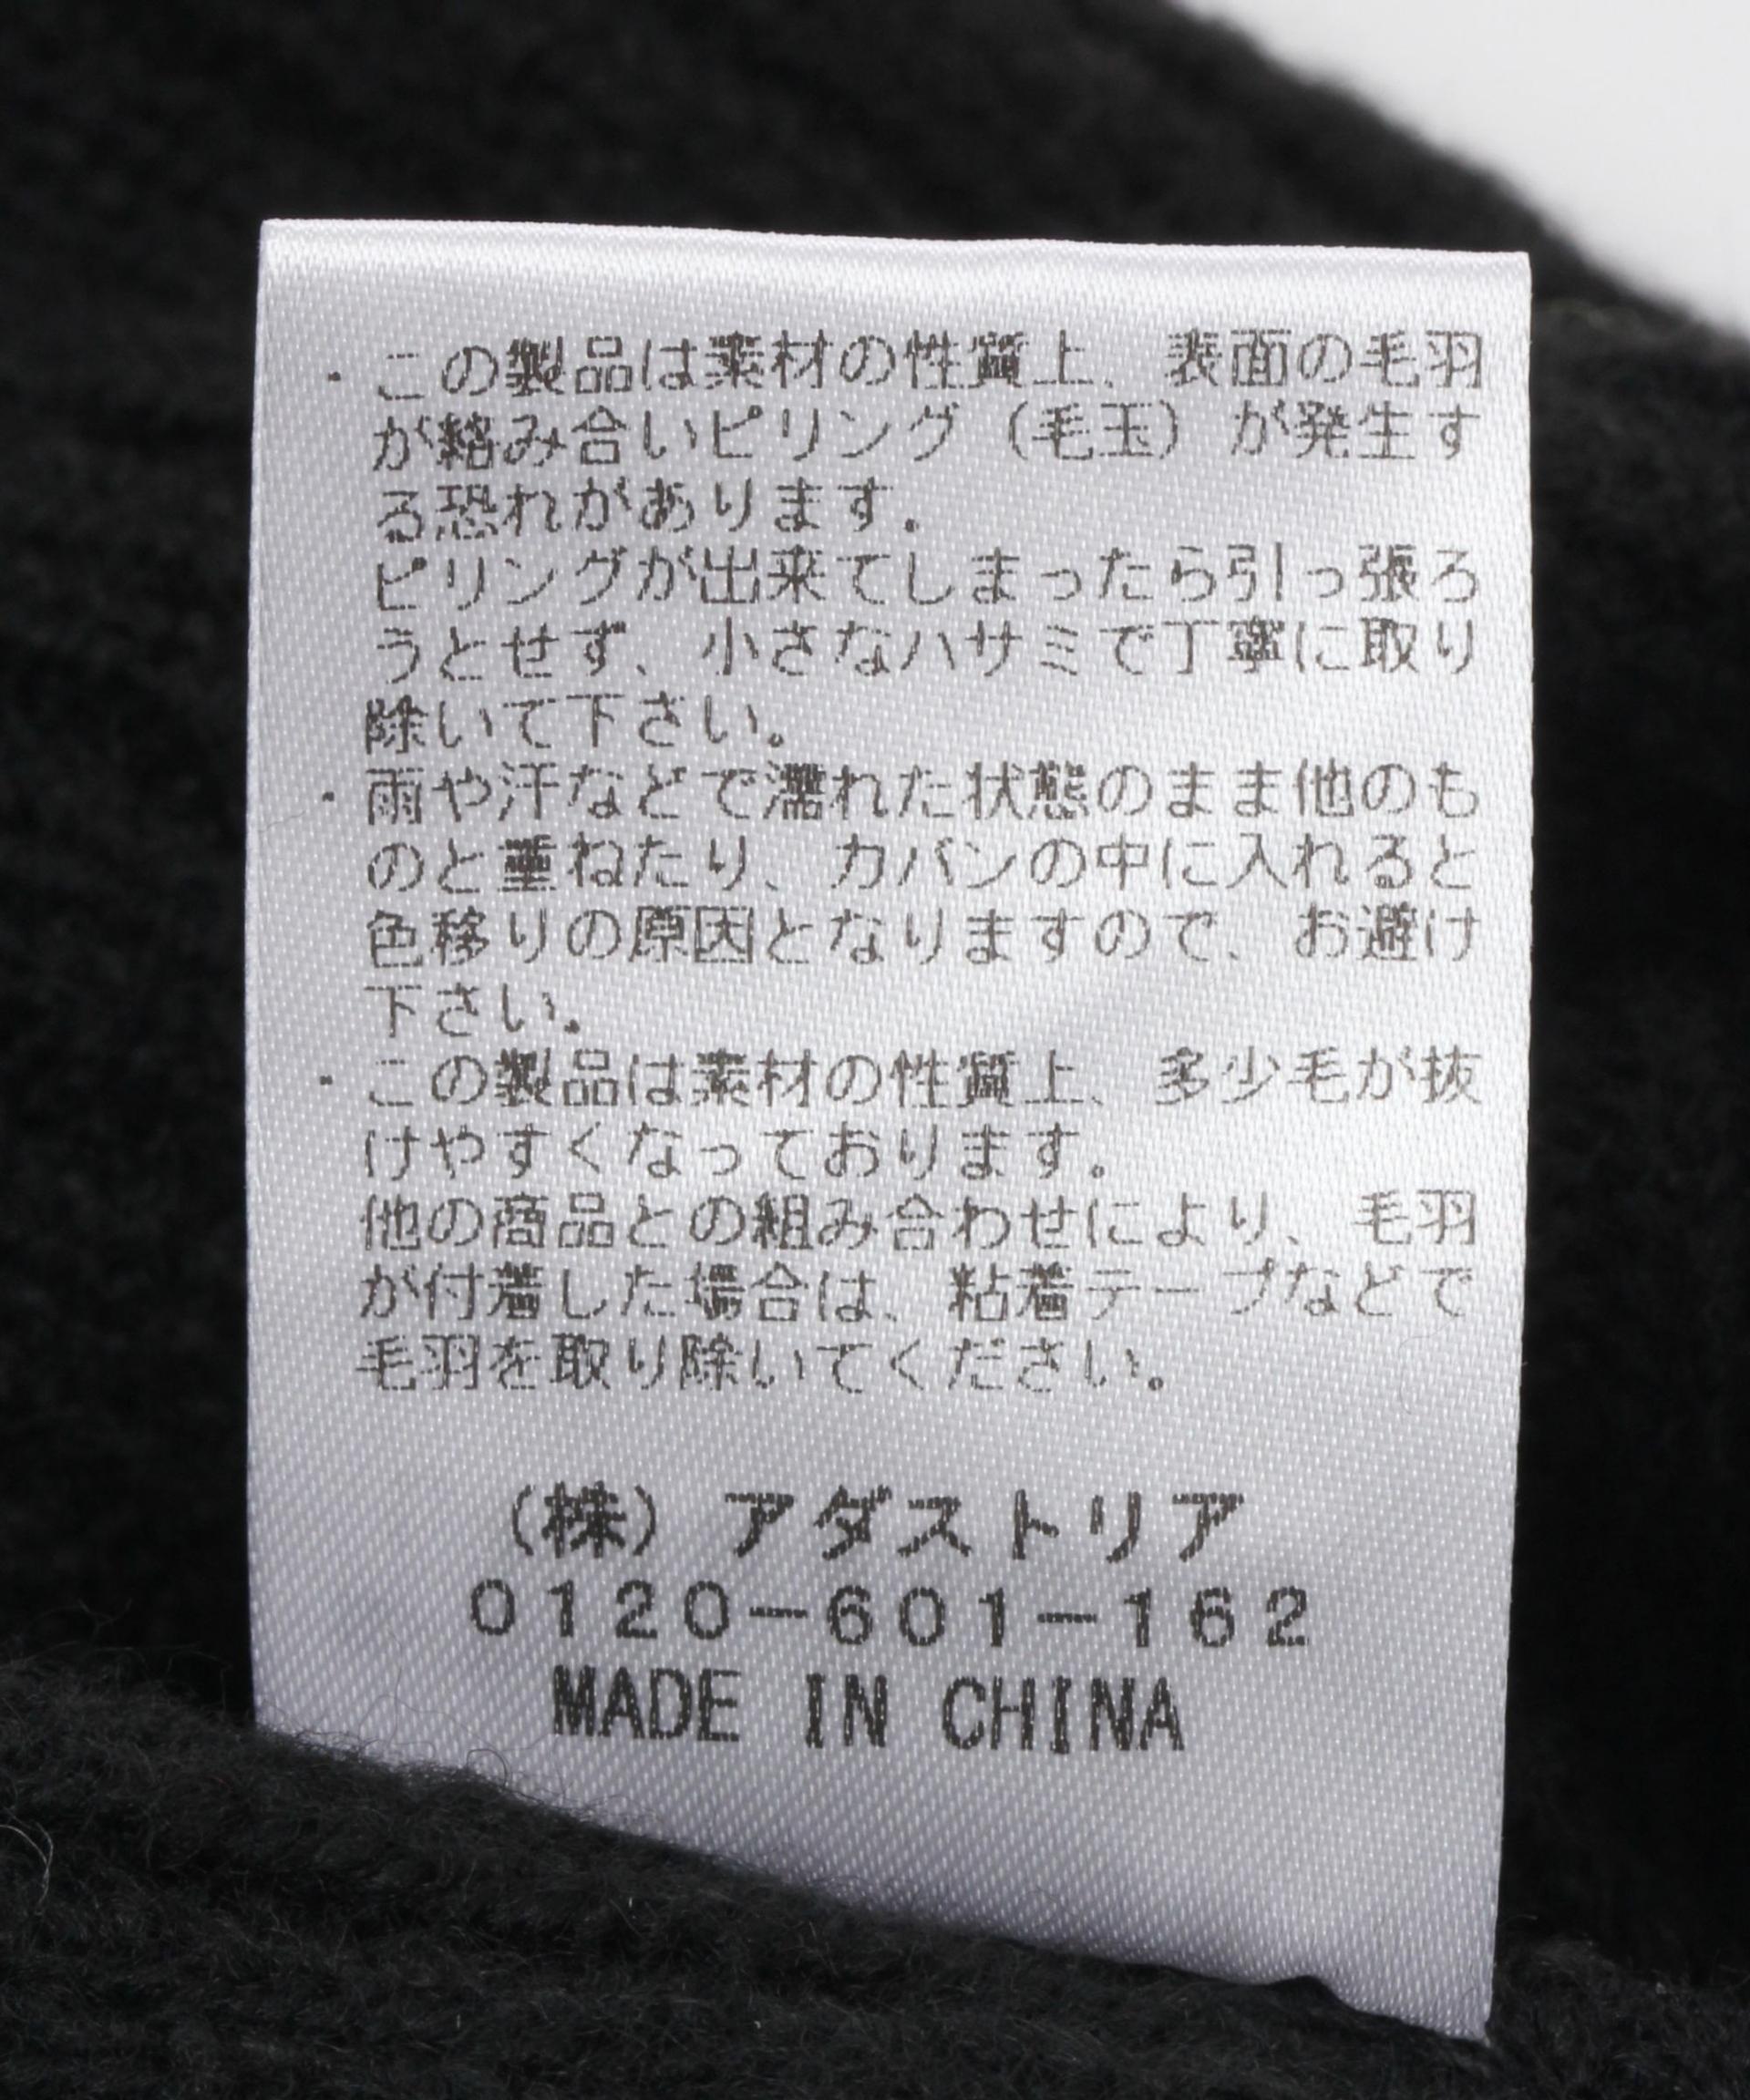 ・この製品は素材の性質上、表面の毛羽
が絡み合いピリング（毛玉）が発生す
る恐れがあります。
ピリングが出来てしまったら引っ張ろ
うとせず、小さなハサミで丁寧に取り
除いて下さい。
・雨や汗などで濡れた状態のまま他のも
のと重ねたり、カバンの中に入れると
色移りの原因となりますので、お避け
下さい。
・この製品は素材の性質上、多少毛が抜
けやすくなっております。
他の商品との組み合わせにより、毛羽
が付着した場合は、粘着テープなどで
毛羽を取り除いてください。
（株）アダストリア
0120-601-162
MADE IN CHINA